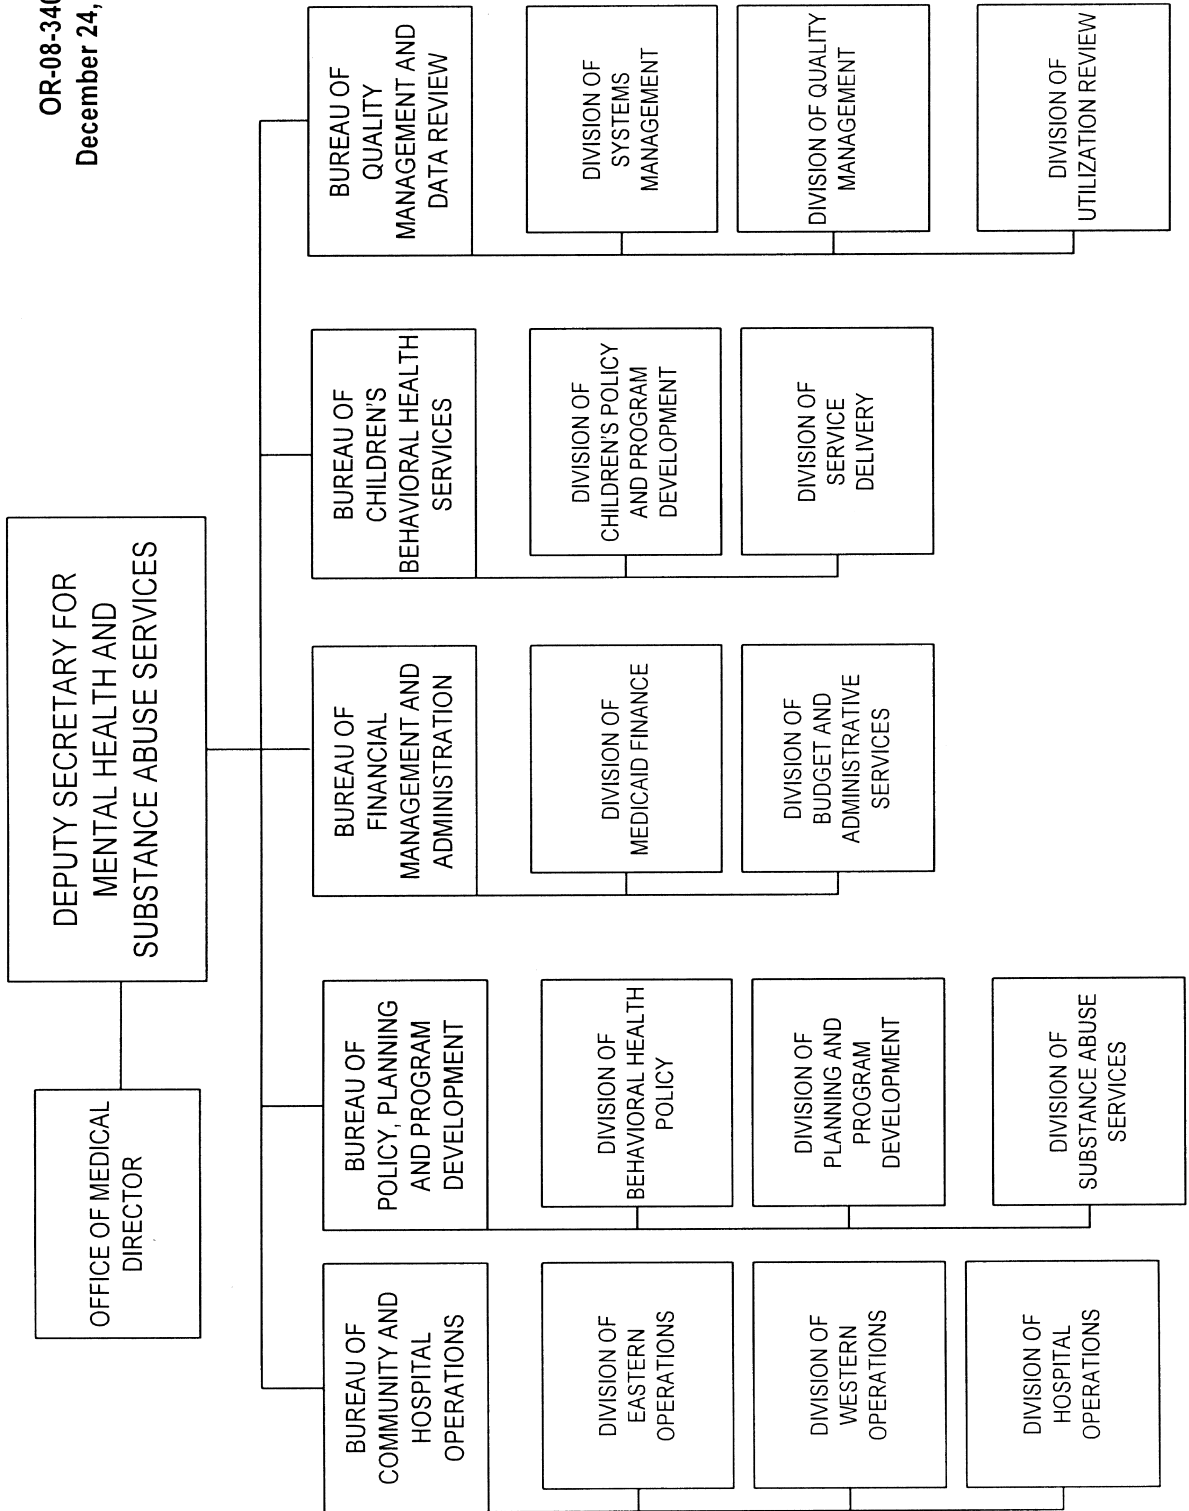 OR-08-340
December 24,
DEPUTY SECRETARY FOR
MENTAL HEALTH AND
SUBSTANCE ABUSE SERVICES
OFFICE OF MEDICAL
DIRECTOR
BUREAU OF
COMMUNITY AND
HOSPITAL
OPERATIONS
DIVISION OF
EASTERN
OPERATIONS
DIVISION OF
WESTERN
OPERATIONS
DIVISION OF
HOSPITAL
OPERATIONS
BUREAU OF
POLICY, PLANNING
AND PROGRAM
DEVELOPMENT
DIVISION OF
BEHAVIORAL HEALTH
POLICY
DIVISION OF
PLANNING AND
PROGRAM
DEVELOPMENT
DIVISION OF
SUBSTANCE ABUSE
SERVICES
BUREAU OF
FINANCIAL
MANAGEMENT AND
ADMINISTRATION
DIVISION OF
MEDICAID FINANCE
DIVISION OF
BUDGET AND
ADMINISTRATIVE
SERVICES
BUREAU OF
CHILDREN'S
BEHAVIORAL HEALTH
SERVICES
DIVISION OF
CHILDREN'S POLICY
AND PROGRAM
DEVELOPMENT
DIVISION OF
SERVICE
DELIVERY
BUREAU OF
QUALITY
MANAGEMENT AND
DATA REVIEW
DIVISION OF
SYSTEMS
MANAGEMENT
DIVISION OF QUALITY
MANAGEMENT
DIVISION OF
UTILIZATION REVIEW